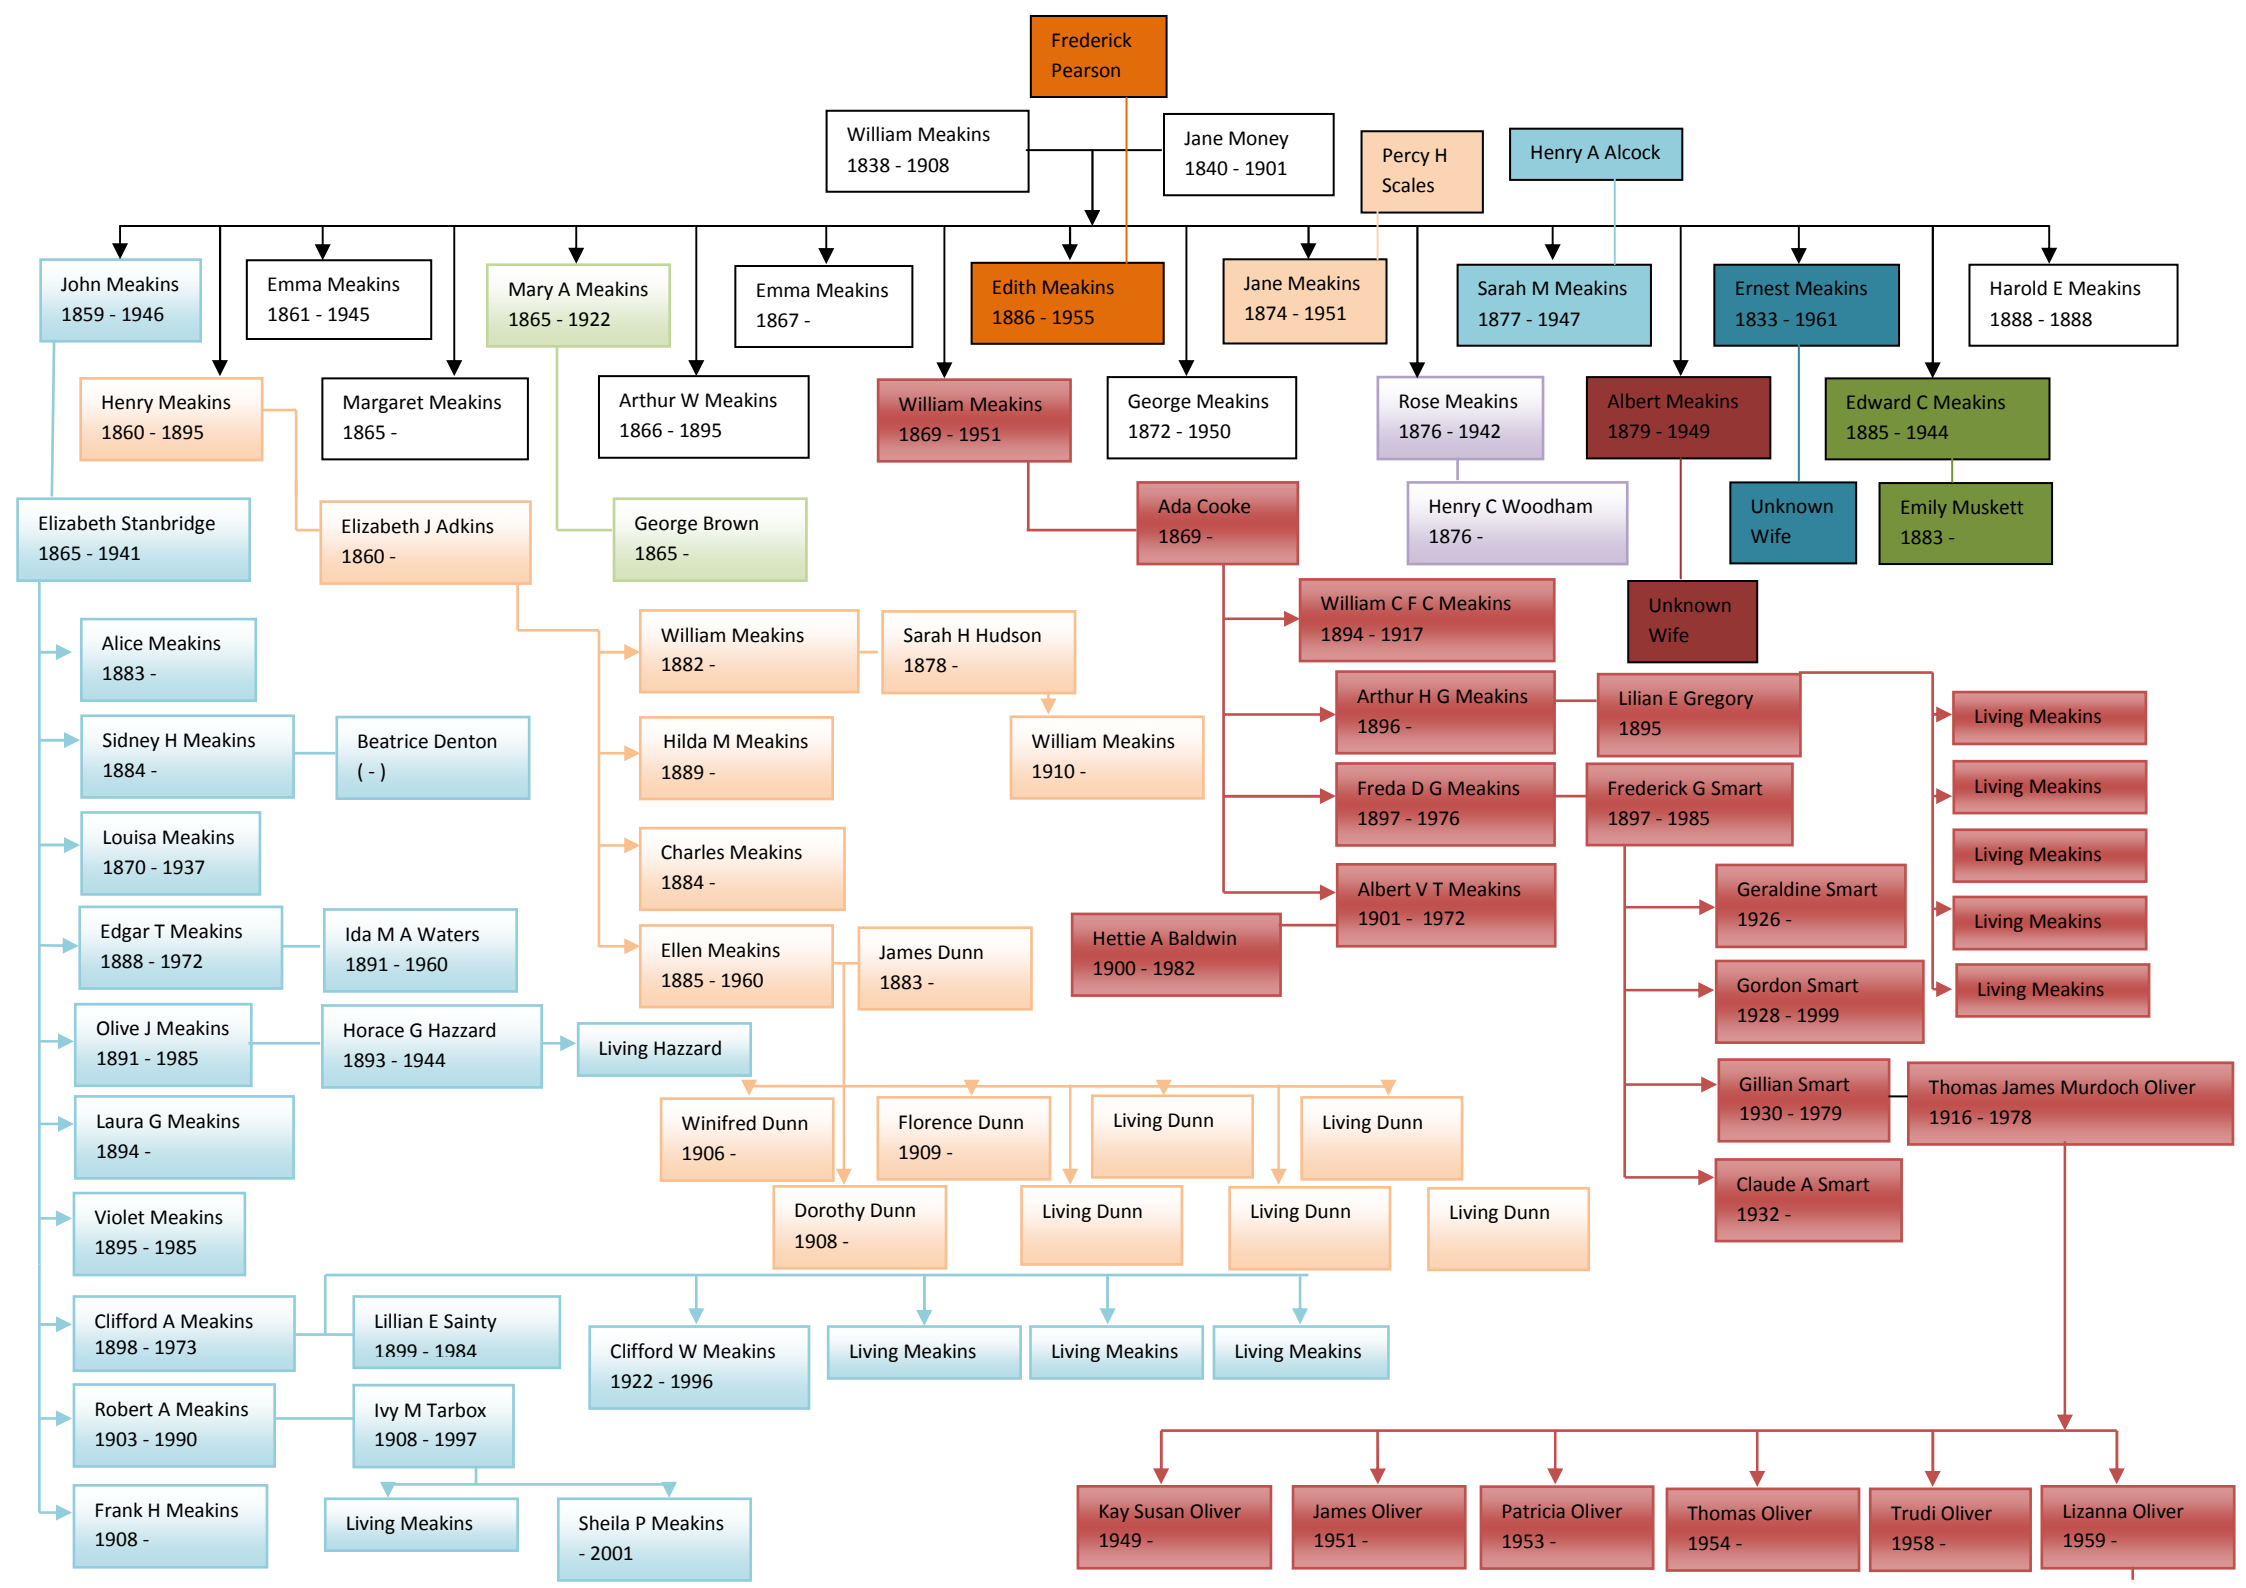 Frederick
Pearson
William Meakins
1838 - 1908
Jane Money
1840 - 1901
Percy H
Scales
Henry A Alcock
John Meakins
1859 - 1946
Emma Meakins
1861 - 1945
Mary A Meakins
1865 - 1922
Emma Meakins
1867 -
Edith Meakins
1886 - 1955
Jane Meakins
1874 - 1951
Sarah M Meakins
1877 - 1947
Ernest Meakins
1833 - 1961
Harold E Meakins
1888 - 1888
Henry Meakins
1860 - 1895
Margaret Meakins
1865 -
Arthur W Meakins
1866 - 1895
William Meakins
1869 - 1951
George Meakins
1872 - 1950
Rose Meakins
1876 - 1942
Albert Meakins
1879 - 1949
Edward C Meakins
1885 - 1944
Elizabeth Stanbridge
1865 - 1941
Elizabeth J Adkins
1860 -
George Brown
1865 -
Ada Cooke
1869 -
Henry C Woodham
1876 -
Unknown
Wife
Emily Muskett
1883 -
Unknown
Wife
Alice Meakins
1883 -
Sidney H Meakins
1884 -
Beatrice Denton
( - )
Louisa Meakins
1870 - 1937
Edgar T Meakins
1888 - 1972
Ida M A Waters
1891 - 1960
Olive J Meakins
1891 - 1985
Horace G Hazzard
1893 - 1944
Living Hazzard
Laura G Meakins
1894 -
Violet Meakins
1895 - 1985
Clifford A Meakins
1898 - 1973
Lillian E Sainty
1899 - 1984
Clifford W Meakins
1922 - 1996
Living Meakins
Living Meakins
Living Meakins
Robert A Meakins
1903 - 1990
Ivy M Tarbox
1908 - 1997
Living Meakins
Sheila P Meakins
- 2001
Frank H Meakins
1908 -
William Meakins
1882 -
Sarah H Hudson
1878 -
William Meakins
1910 -
Hilda M Meakins
1889 -
Charles Meakins
1884 -
Ellen Meakins
1885 - 1960
James Dunn
1883 -
Winifred Dunn
1906 -
Florence Dunn
1909 -
Living Dunn
Living Dunn
Dorothy Dunn
1908 -
Living Dunn
Living Dunn
Living Dunn
William C F C Meakins
1894 - 1917
Arthur H G Meakins
1896 -
Lilian E Gregory
1895
Living Meakins
Living Meakins
Living Meakins
Living Meakins
Living Meakins
Freda D G Meakins
1897 - 1976
Frederick G Smart
1897 - 1985
Albert V T Meakins
1901 - 1972
Hettie A Baldwin
1900 - 1982
Geraldine Smart
1926 -
Gordon Smart
1928 - 1999
Gillian Smart
1930 - 1979
Thomas James Murdoch Oliver
1916 - 1978
Claude A Smart
1932 -
Kay Susan Oliver
1949 -
James Oliver
1951 -
Patricia Oliver
1953 -
Thomas Oliver
1954 -
Trudi Oliver
1958 -
Lizanna Oliver
1959 -